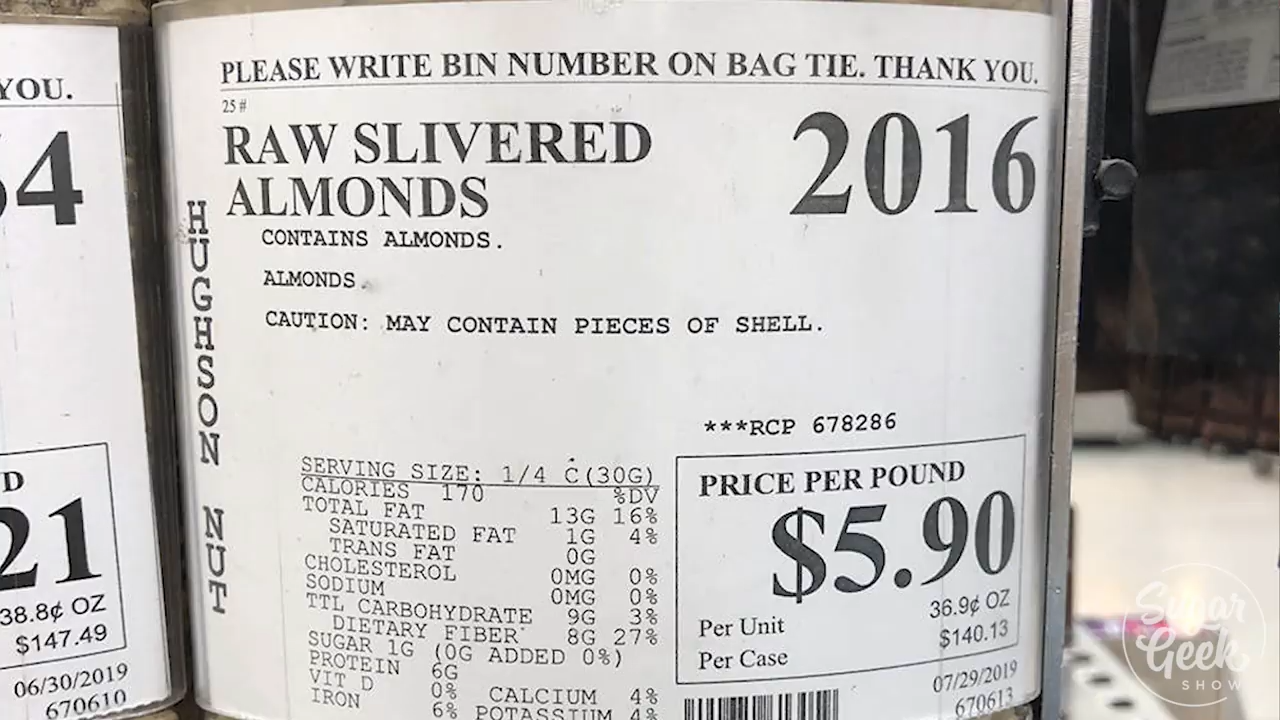 YOU.
4
D
21
38.8¢ OZ
$147.49
06/30/2019
670610
PLEASE WRITE BIN NUMBER ON BAG TIE. THANK YOU.
25 #
RAW SLIVERED
ALMONDS
2016
CONTAINS ALMONDS.
ALMONDS.
CAUTION: MAY CONTAIN PIECES OF SHELL.
HUGHSON NUT
***RCP 678286
SERVING SIZE: 1/4 C(30G)
CALORIES 170 %DV
TOTAL FAT 13G 16%
SATURATED FAT 1G 4%
TRANS FAT 0G
CHOLESTEROL 0MG 0%
SODIUM 0MG 0%
TTL CARBOHYDRATE 9G 3%
DIETARY FIBER 8G 27%
SUGAR 1G (0G ADDED 0%)
PROTEIN 6G
VIT D 0% CALCIUM 4%
IRON 6% POTASSIUM 4%
PRICE PER POUND
$5.90
Per Unit 36.9¢ OZ
Per Case $140.13
07/29/2019
670613
Sugar
Geek
SHOW